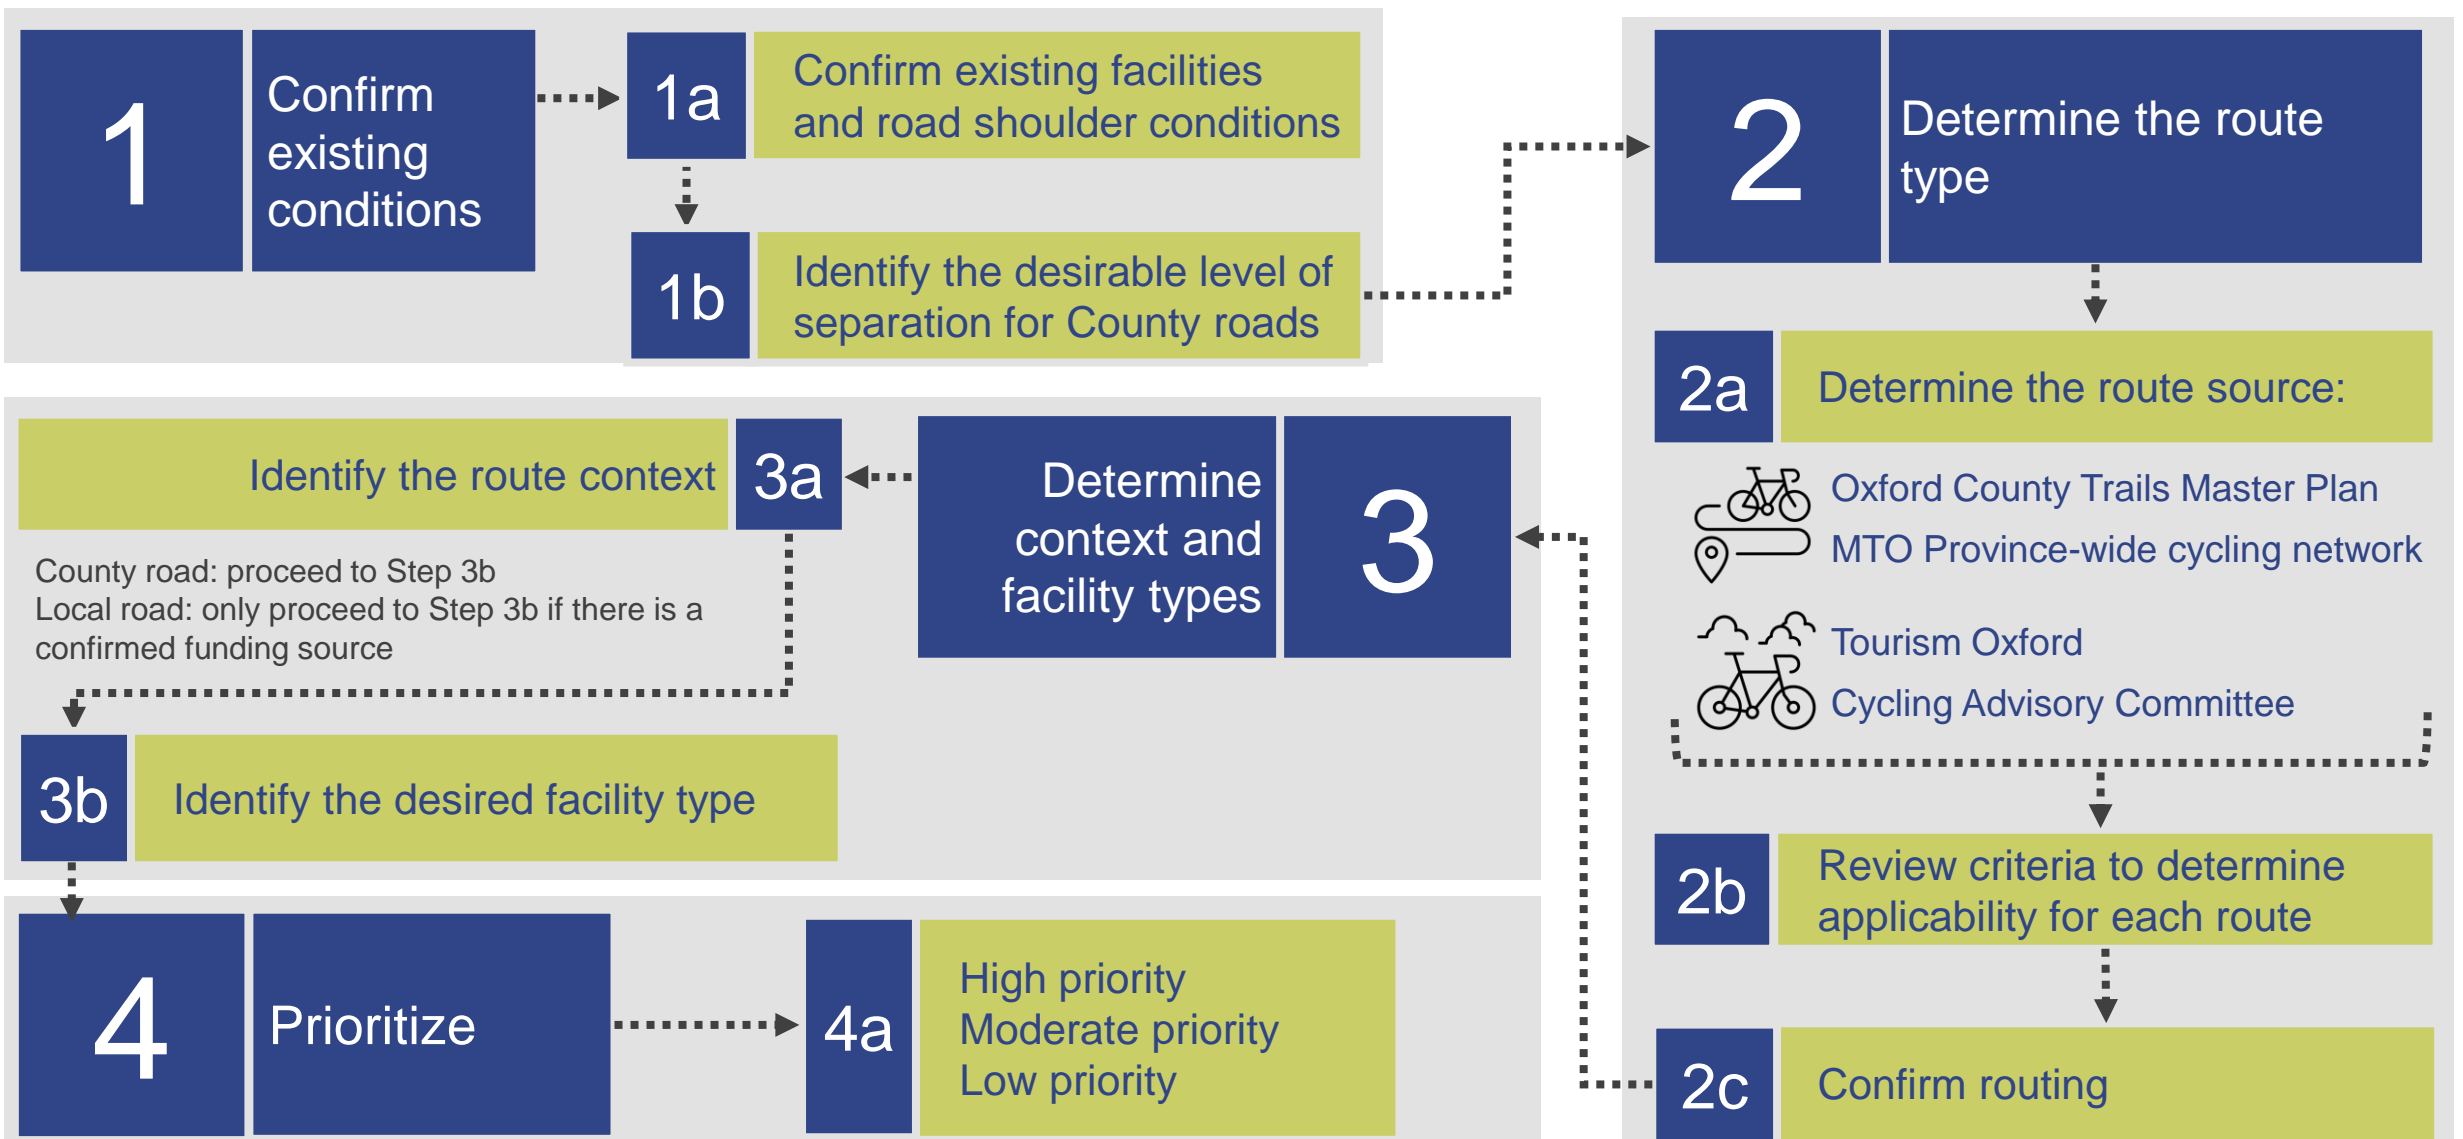 1
Confirm
existing
conditions
1a
Confirm existing facilities
and road shoulder conditions
1b
Identify the desirable level of
separation for County roads
2
Determine the route
type
2a
Determine the route source:
Oxford County Trails Master Plan
MTO Province-wide cycling network
Tourism Oxford
Cycling Advisory Committee
2b
Review criteria to determine
applicability for each route
2c
Confirm routing
3
Determine
context and
facility types
3a
Identify the route context
County road: proceed to Step 3b
Local road: only proceed to Step 3b if there is a
confirmed funding source
3b
Identify the desired facility type
4
Prioritize
4a
High priority
Moderate priority
Low priority